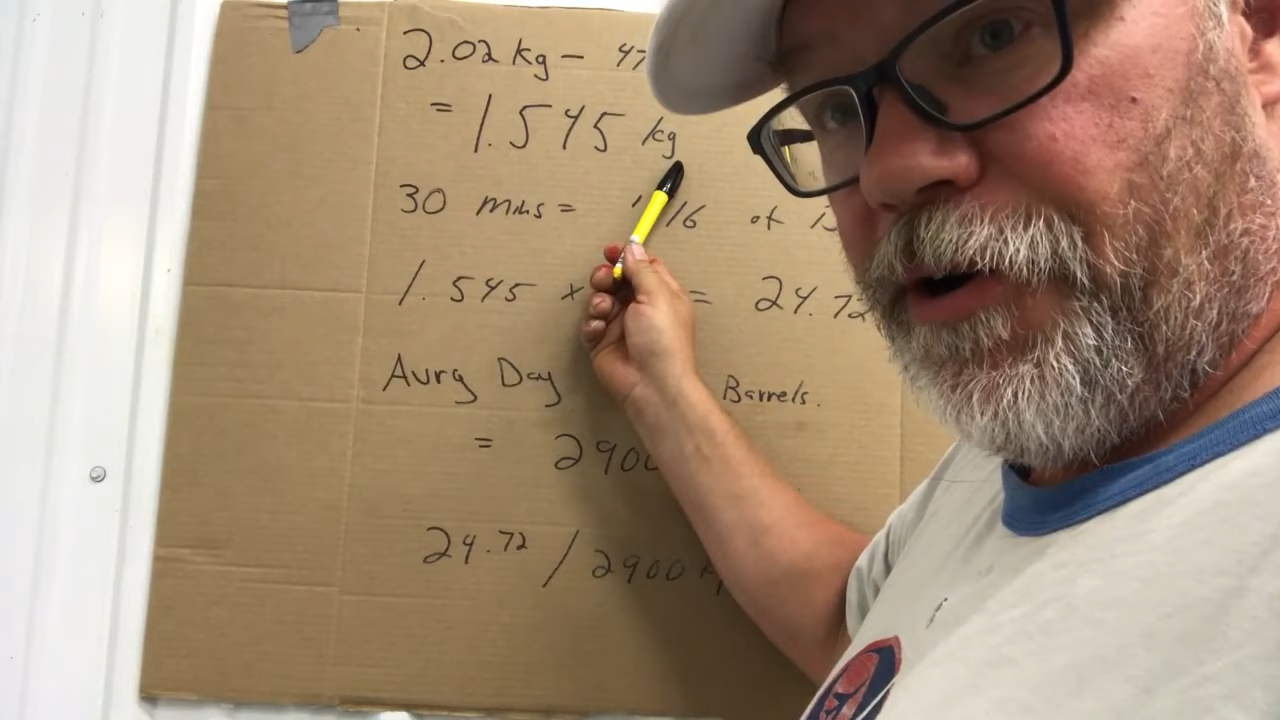 2.02 kg - 47
= 1.545 kg
30 mins = 1/16 of
1.545 x = 24.72
Avrg Day Barrels.
= 2900
24.72 / 2900